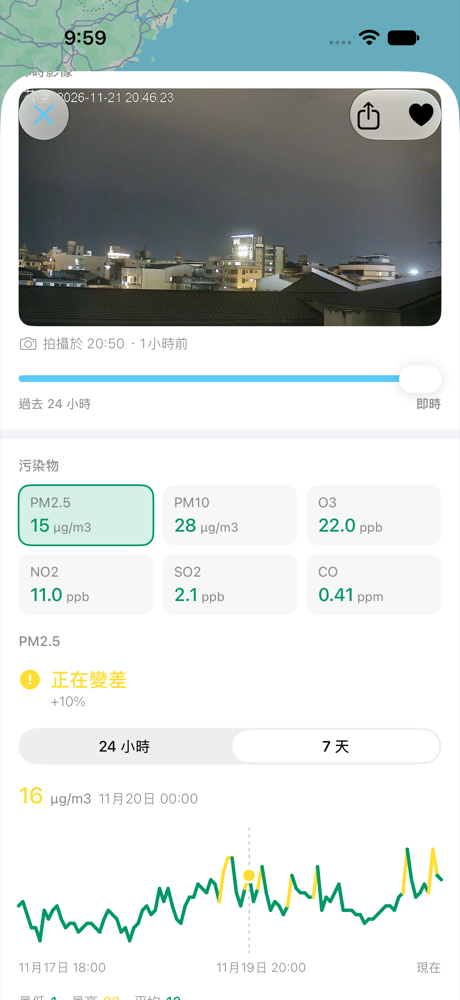 9:59
時影像
2026-11-21 20:46:23
拍攝於 20:50 · 1小時前
過去 24 小時
即時
污染物
PM2.5
15 µg/m3
PM10
28 µg/m3
O3
22.0 ppb
NO2
11.0 ppb
SO2
2.1 ppb
CO
0.41 ppm
PM2.5
正在變差
+10%
24 小時
7 天
16 µg/m3 11月20日 00:00
11月17日 18:00
11月19日 20:00
現在